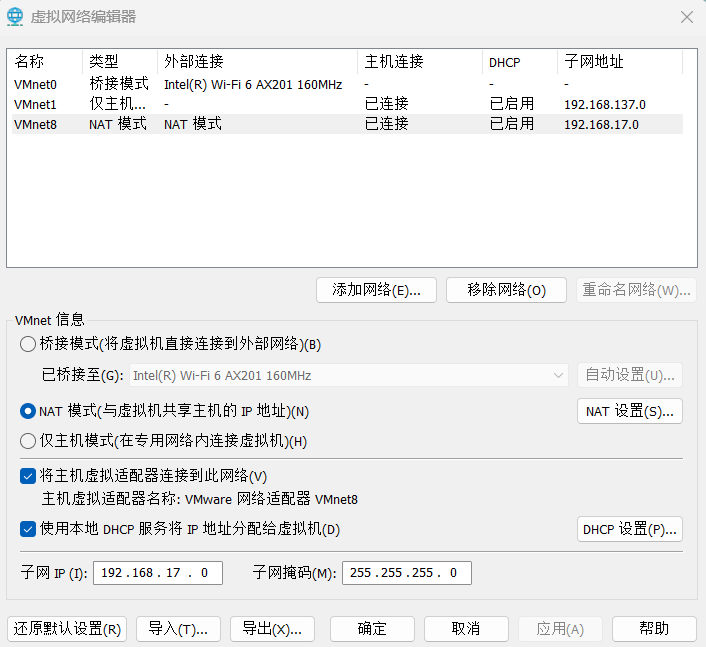 虚拟网络编辑器
名称 类型 外部连接 主机连接 DHCP 子网地址
VMnet0 桥接模式 Intel(R) Wi-Fi 6 AX201 160MHz - - -
VMnet1 仅主机... - 已连接 已启用 192.168.137.0
VMnet8 NAT 模式 NAT 模式 已连接 已启用 192.168.17.0
添加网络(E)... 移除网络(O) 重命名网络(W)...
VMnet 信息
桥接模式(将虚拟机直接连接到外部网络)(B)
已桥接至(G): Intel(R) Wi-Fi 6 AX201 160MHz 自动设置(U)...
NAT 模式(与虚拟机共享主机的 IP 地址)(N) NAT 设置(S)...
仅主机模式(在专用网络内连接虚拟机)(H)
将主机虚拟适配器连接到此网络(V)
主机虚拟适配器名称: VMware 网络适配器 VMnet8
使用本地 DHCP 服务将 IP 地址分配给虚拟机(D) DHCP 设置(P)...
子网 IP (I): 192.168.17.0 子网掩码(M): 255.255.255.0
还原默认设置(R) 导入(T)... 导出(X)... 确定 取消 应用(A) 帮助